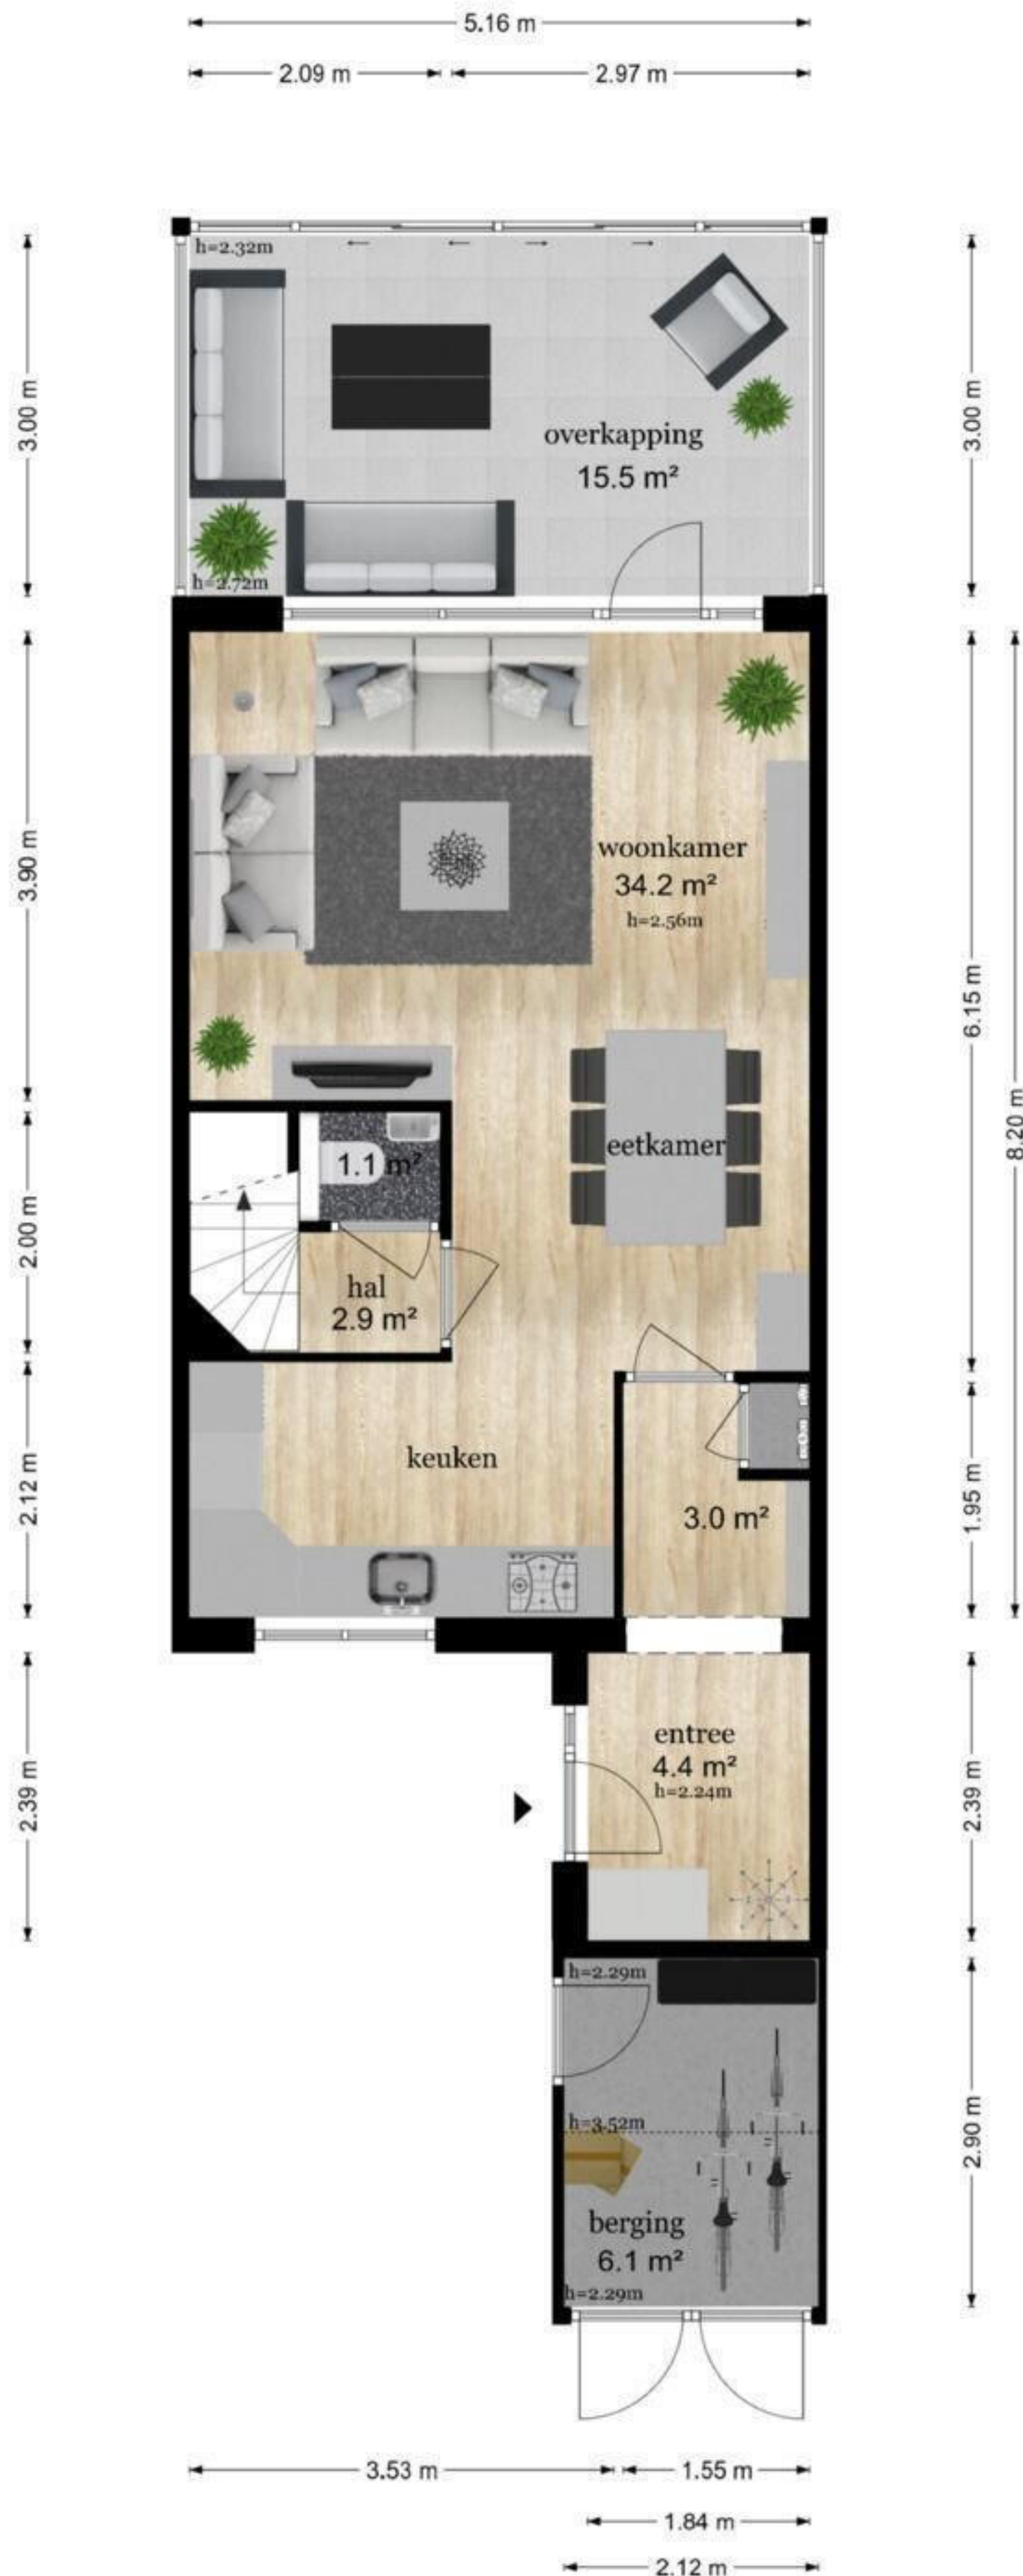 5.16 m
2.09 m
2.97 m
h=2.32m
3.00 m
3.00 m
overkapping
15.5 m²
h=2.72m
3.90 m
woonkamer
34.2 m²
h=2.56m
6.15 m
8.20 m
eetkamer
1.1 m²
2.00 m
hal
2.9 m²
keuken
2.12 m
1.95 m
3.0 m²
entree
4.4 m²
h=2.24m
2.39 m
2.39 m
h=2.29m
2.90 m
h=3.52m
berging
6.1 m²
h=2.29m
3.53 m
1.55 m
1.84 m
2.12 m